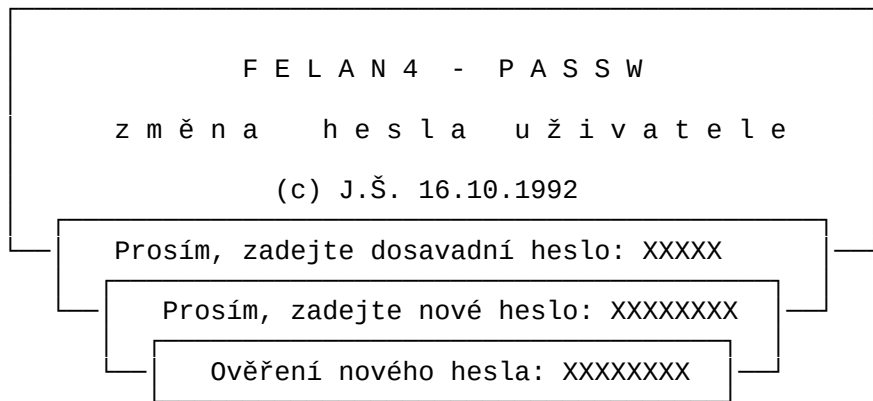 F E L A N 4 - P A S S W
z m ě n a h e s l a u ž i v a t e l e
(c) J.Š. 16.10.1992
Prosím, zadejte dosavadní heslo: XXXXX
Prosím, zadejte nové heslo: XXXXXXXX
Ověření nového hesla: XXXXXXXX